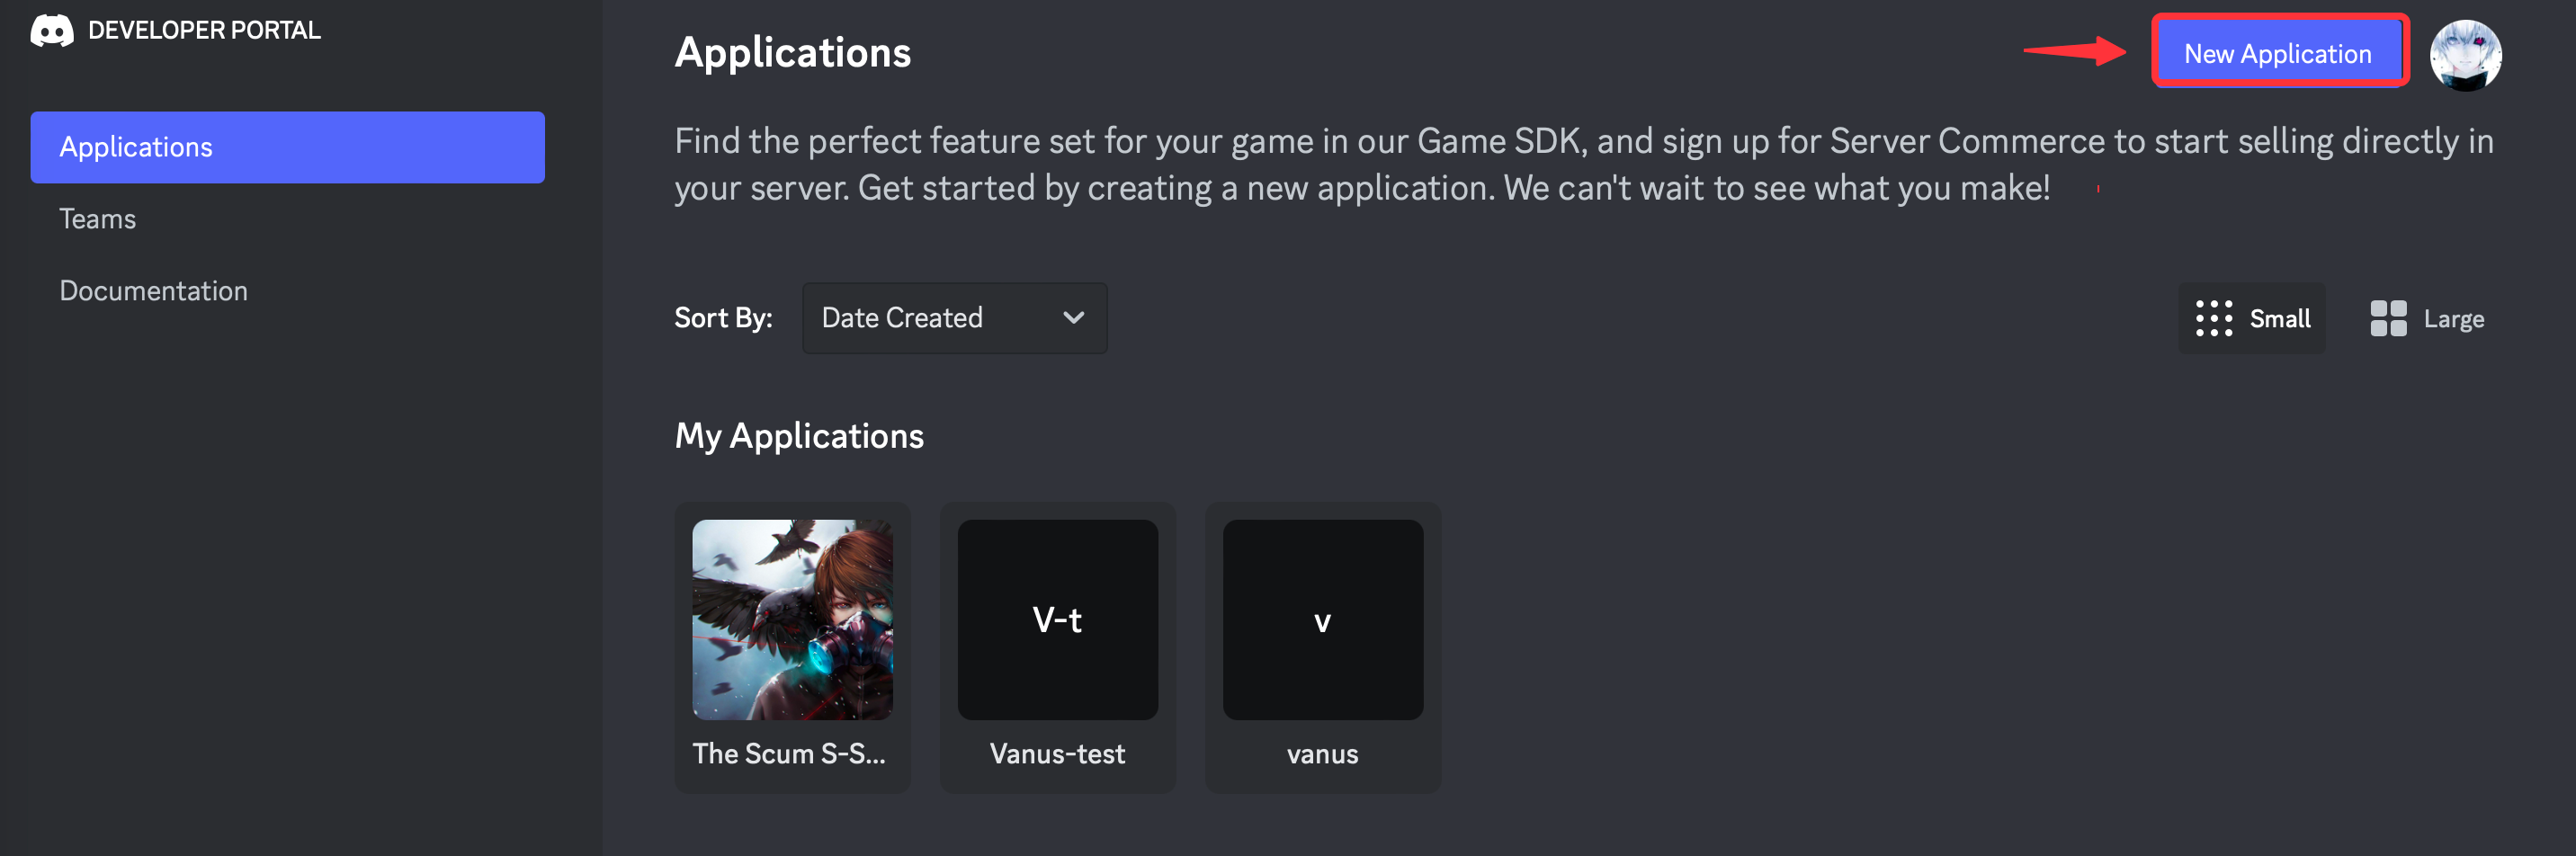 DEVELOPER PORTAL
Applications
Teams
Documentation
Applications
New Application
Find the perfect feature set for your game in our Game SDK, and sign up for Server Commerce to start selling directly in
your server. Get started by creating a new application. We can't wait to see what you make!
Sort By:
Date Created
Small
Large
My Applications
V-t
v
The Scum S-S...
Vanus-test
vanus